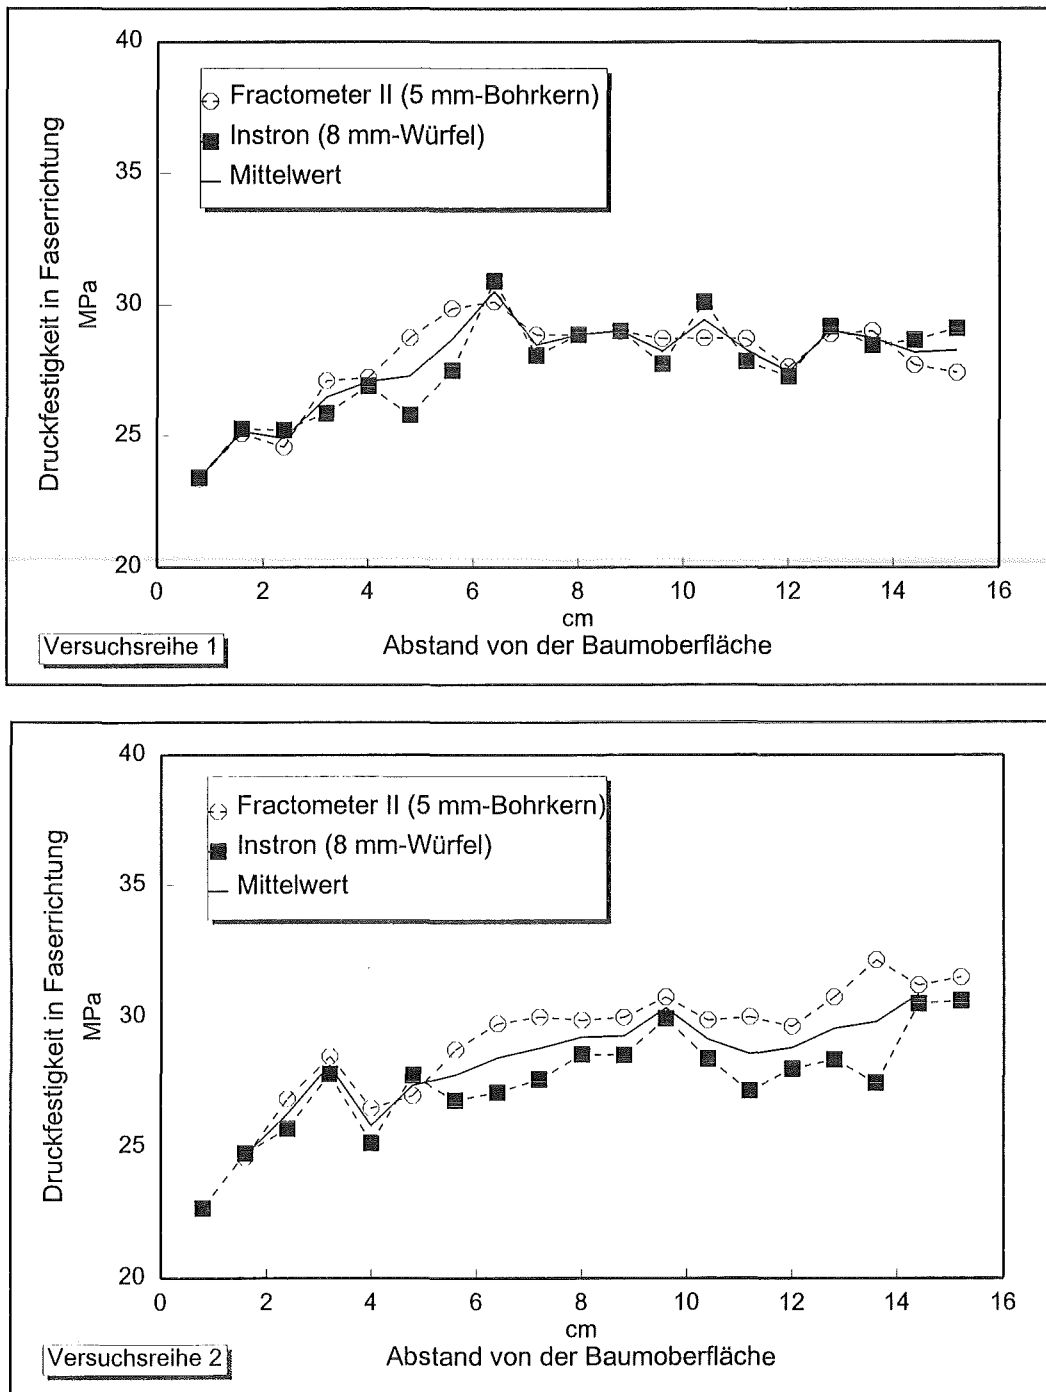 40
35
30
25
20
Druckfestigkeit in Faserrichtung
MPa
Fractometer II (5 mm-Bohrkern)
Instron (8 mm-Würfel)
Mittelwert
0 2 4 6 8 10 12 14 16
cm
Abstand von der Baumoberfläche
Versuchsreihe 1
40
35
30
25
20
Druckfestigkeit in Faserrichtung
MPa
Fractometer II (5 mm-Bohrkern)
Instron (8 mm-Würfel)
Mittelwert
0 2 4 6 8 10 12 14 16
cm
Abstand von der Baumoberfläche
Versuchsreihe 2